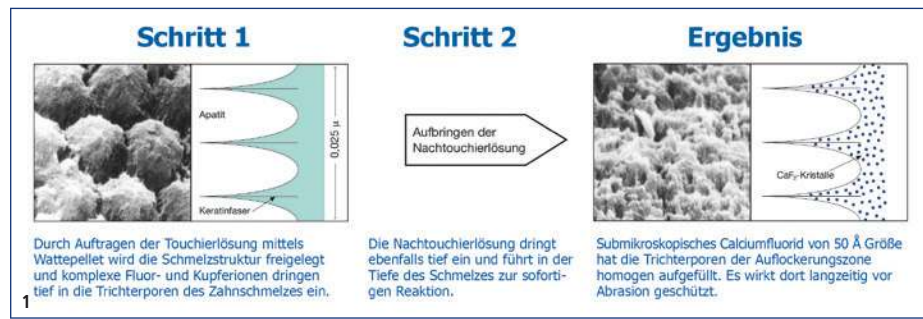 Schritt 1
Apatit
Keratinfaser
0,025 µ
Durch Auftragen der Touchierlösung mittels
Wattepellet wird die Schmelzstruktur freigelegt
und komplexe Fluor- und Kupferionen dringen
tief in die Trichterporen des Zahnschmelzes ein.
Schritt 2
Aufbringen der
Nachtouchierlösung
Die Nachtouchierlösung dringt
ebenfalls tief ein und führt in der
Tiefe des Schmelzes zur soforti-
gen Reaktion.
Ergebnis
CaF₂-Kristalle
Submikroskopisches Calciumfluorid von 50 Å Größe
hat die Trichterporen der Auflockerungszone
homogen aufgefüllt. Es wirkt dort langzeitig vor
Abrasion geschützt.
1